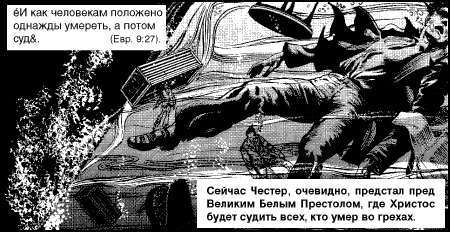 éИ как человекам положено
однажды умереть, а потом
суд&. (Евр. 9:27).
Сейчас Честер, очевидно, предстал пред
Великим Белым Престолом, где Христос
будет судить всех, кто умер во грехах.